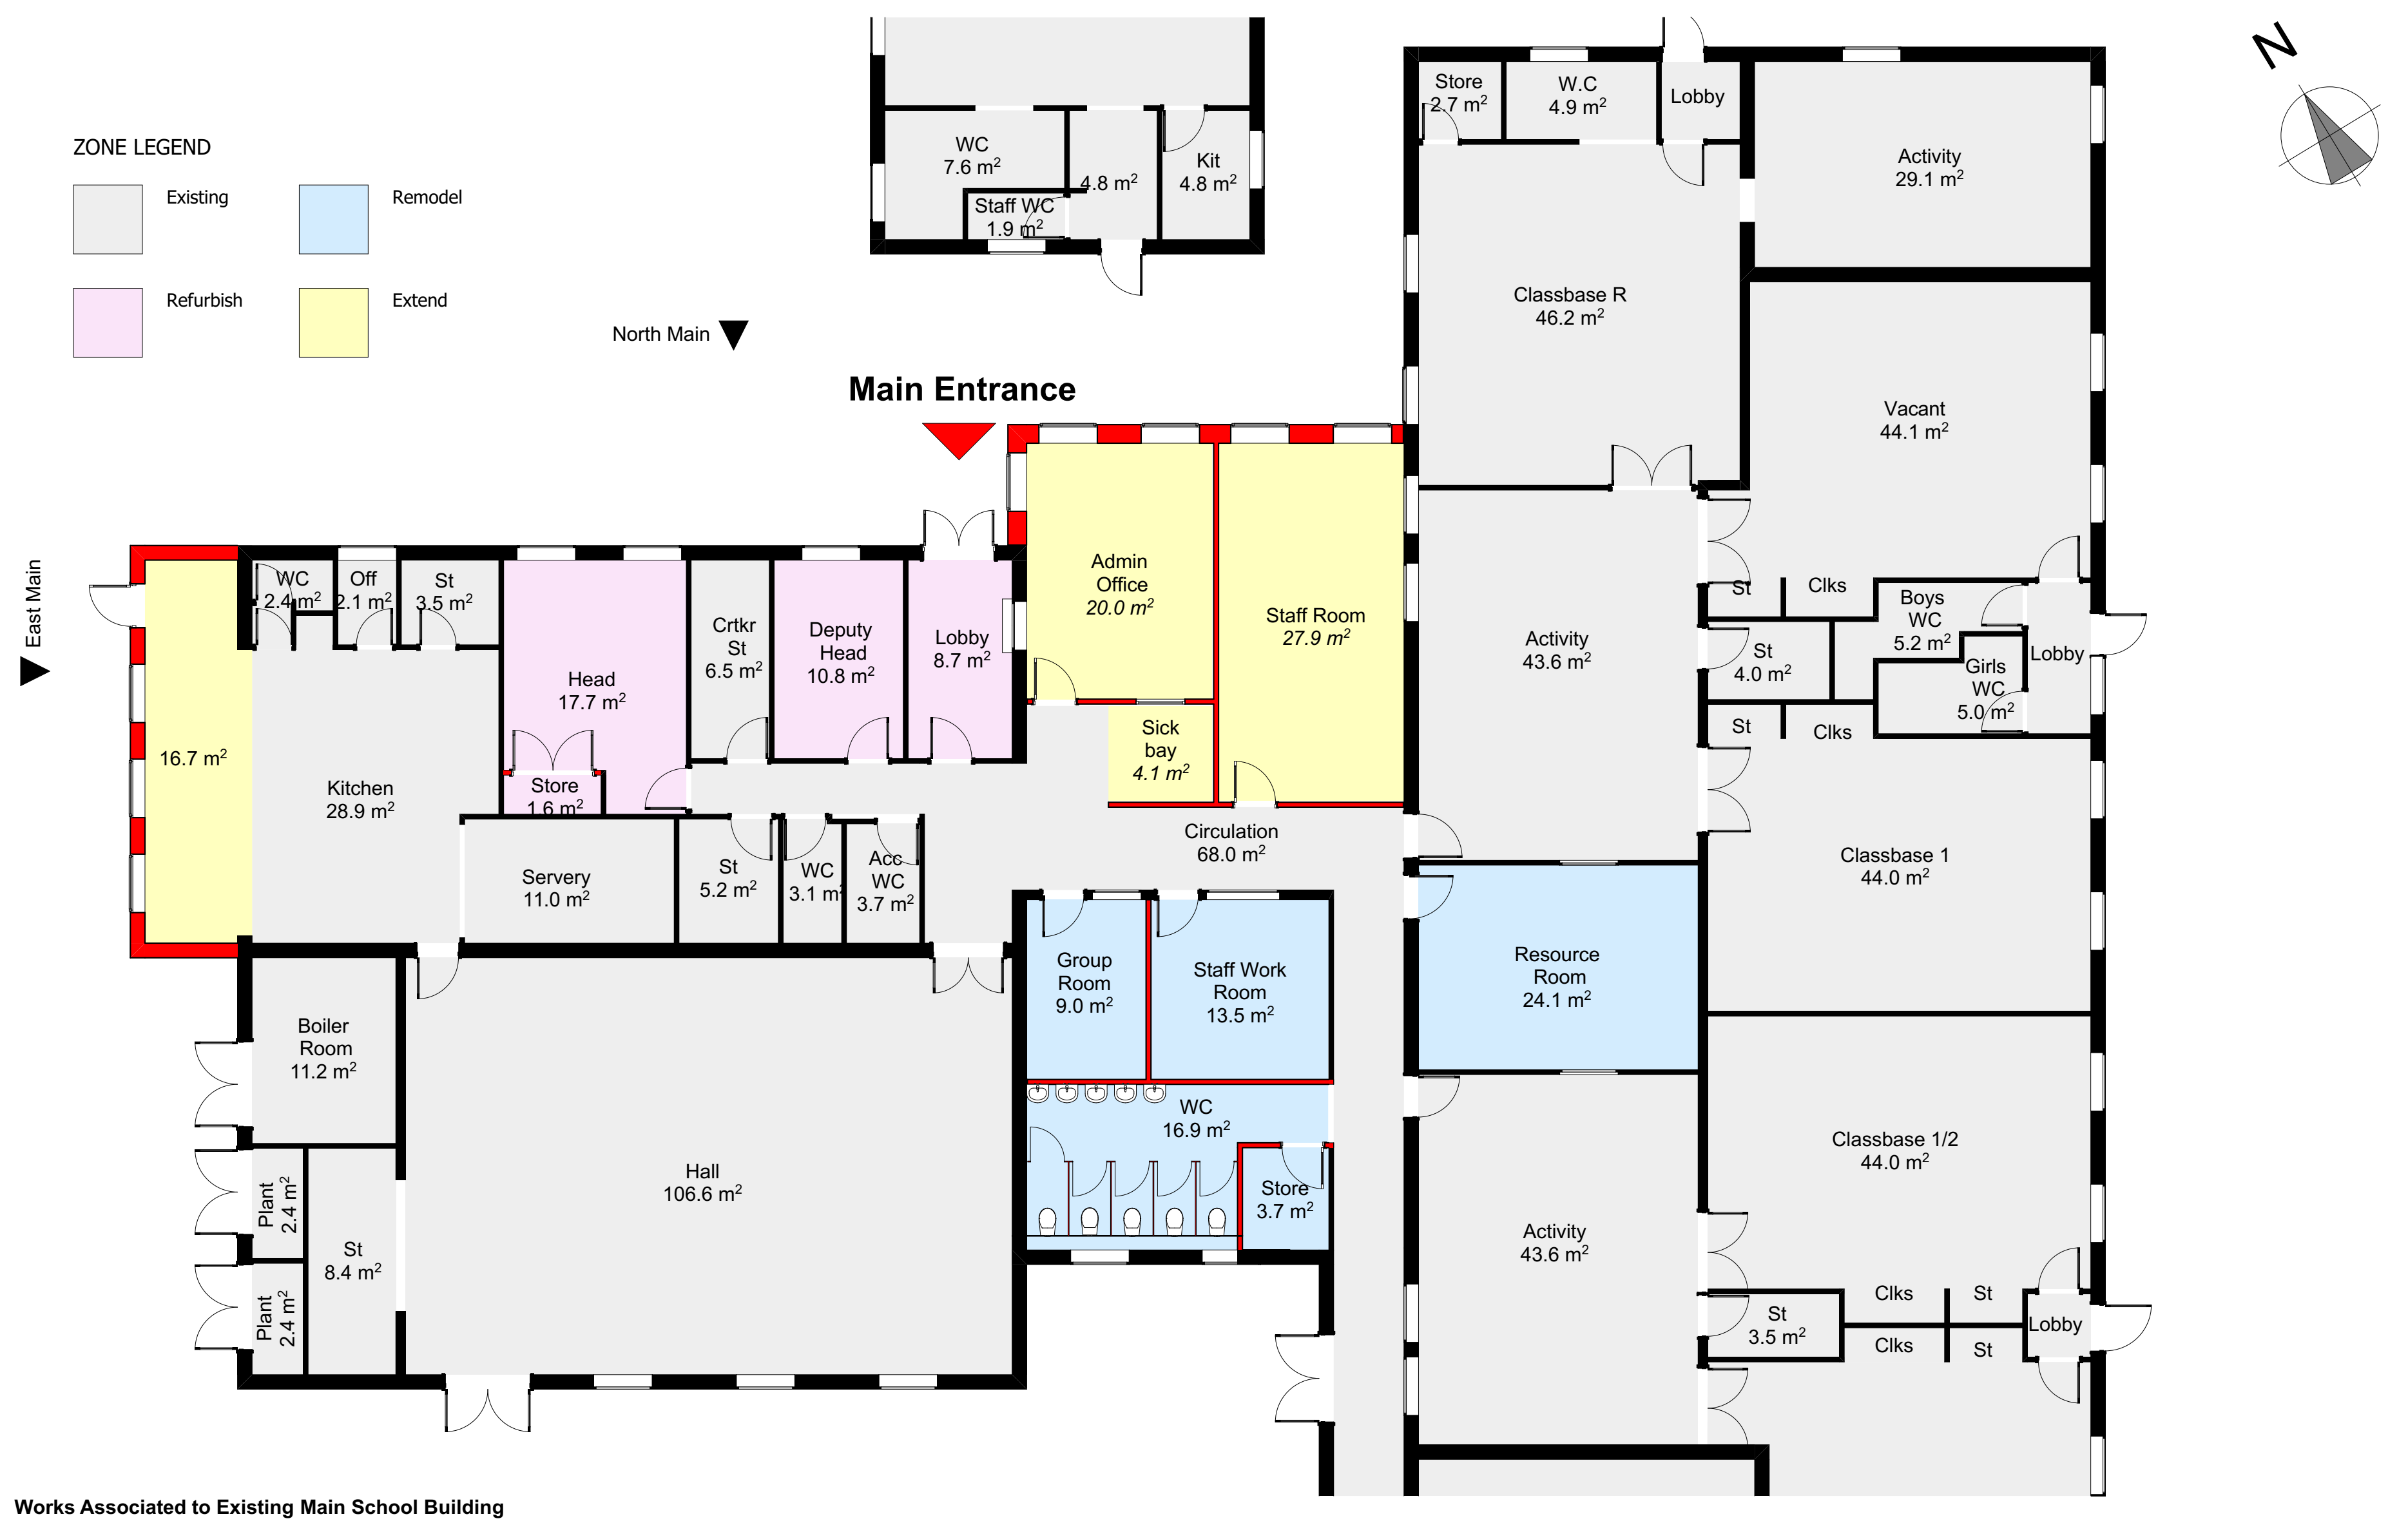 N
ZONE LEGEND
Existing
Remodel
Refurbish
Extend
WC
7.6 m²
Staff WC
1.9 m²
4.8 m²
Kit
4.8 m²
North Main
Main Entrance
East Main
Store
2.7 m²
W.C
4.9 m²
Lobby
Activity
29.1 m²
Classbase R
46.2 m²
Vacant
44.1 m²
WC
2.4 m²
Off
2.1 m²
St
3.5 m²
Head
17.7 m²
Store
1.6 m²
Crtkr
St
6.5 m²
Deputy
Head
10.8 m²
Lobby
8.7 m²
Admin
Office
20.0 m²
Staff Room
27.9 m²
Sick
bay
4.1 m²
Activity
43.6 m²
St
Clks
Boys
WC
5.2 m²
St
4.0 m²
Girls
WC
5.0 m²
Lobby
St
Clks
16.7 m²
Kitchen
28.9 m²
Servery
11.0 m²
St
5.2 m²
WC
3.1 m²
Acc
WC
3.7 m²
Circulation
68.0 m²
Classbase 1
44.0 m²
Group
Room
9.0 m²
Staff Work
Room
13.5 m²
Resource
Room
24.1 m²
Boiler
Room
11.2 m²
WC
16.9 m²
Store
3.7 m²
Plant
2.4 m²
Plant
2.4 m²
St
8.4 m²
Hall
106.6 m²
Activity
43.6 m²
Classbase 1/2
44.0 m²
Clks
St
St
3.5 m²
Lobby
Clks
St
Works Associated to Existing Main School Building